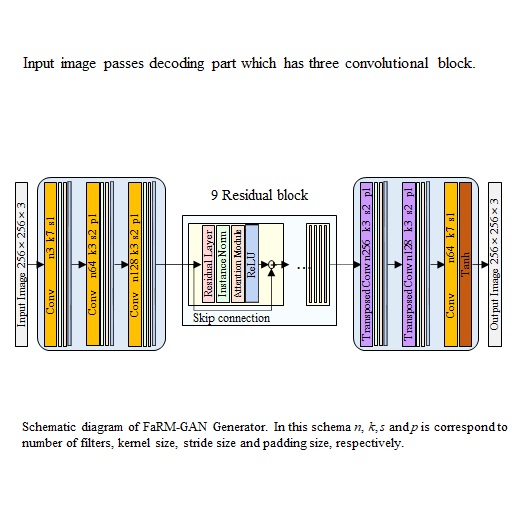 Input image passes decoding part which has three convolutional block.
9 Residual block
Input Image 256 × 256 × 3
Conv n3 k7 s1
Conv n64 k3 s2 p1
Conv n128 k3 s2 p1
Residual Layer
Instance Norm
Attention Module
ReLU
...
Skip connection
Transposed Conv n256 k3 s2 p1
Transposed Conv n128 k3 s2 p1
Conv n64 k7 s1
Tanh
Output Image 256 × 256 × 3
Schematic diagram of FaRM-GAN Generator. In this schema n, k,s and p is correspond to
number of filters, kernel size, stride size and padding size, respectively.